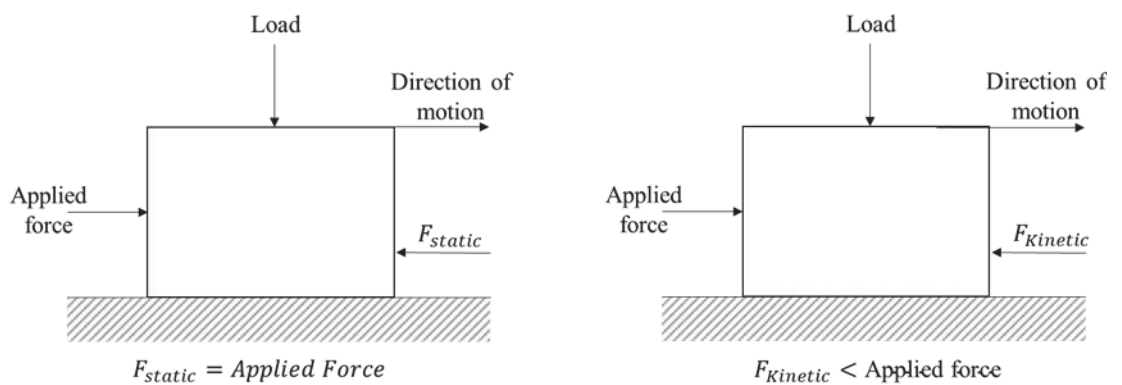 Load
Direction of
motion
Applied
force
F_static
F_static = Applied Force
Load
Direction of
motion
Applied
force
F_Kinetic
F_Kinetic < Applied force